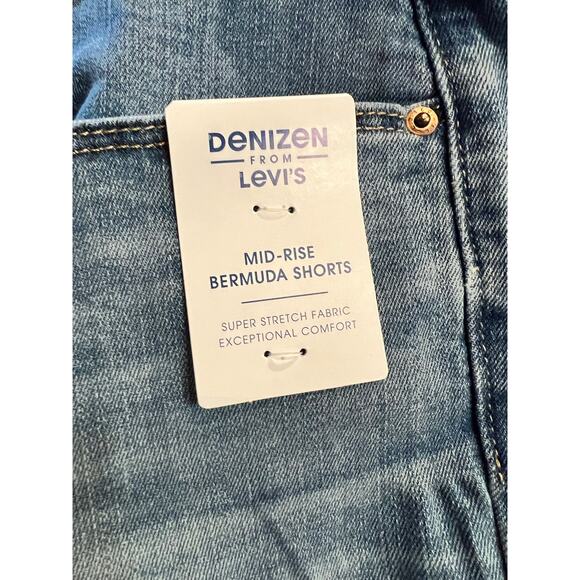 DENIZEN
FROM
LEVI'S
MID-RISE
BERMUDA SHORTS
SUPER STRETCH FABRIC
EXCEPTIONAL COMFORT